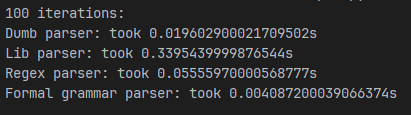 100 iterations:
Dumb parser: took 0.019602900021709502s
Lib parser: took 0.3395439999876544s
Regex parser: took 0.05555970000568777s
Formal grammar parser: took 0.004087200039066374s